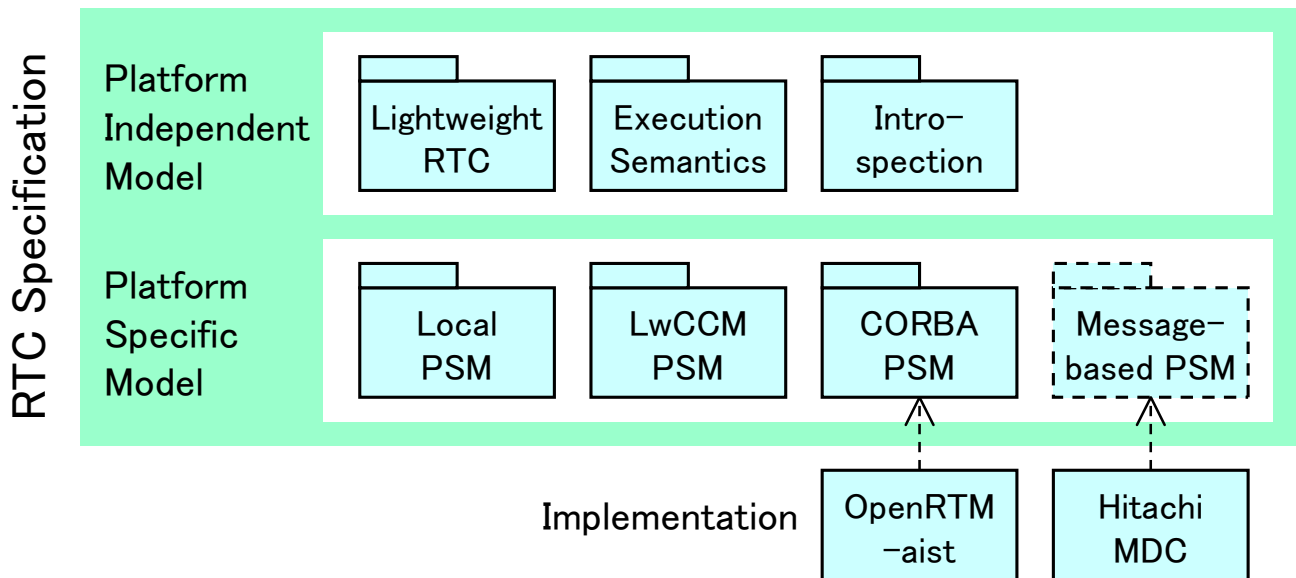 RTC Specification
Platform
Independent
Model
Lightweight
RTC
Execution
Semantics
Intro-
spection
Platform
Specific
Model
Local
PSM
LwCCM
PSM
CORBA
PSM
Message-
based PSM
Implementation
OpenRTM
-aist
Hitachi
MDC